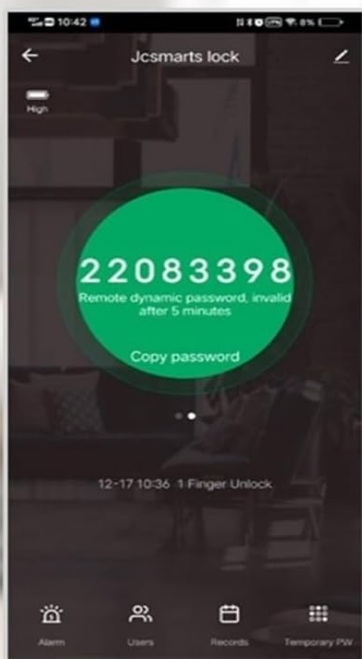 10:42
8%
Jcsmarts lock
High
22083398
Remote dynamic password, invalid
after 5 minutes
Copy password
12-17 10:36 1 Finger Unlock
Alarm
Users
Records
Temporary PW